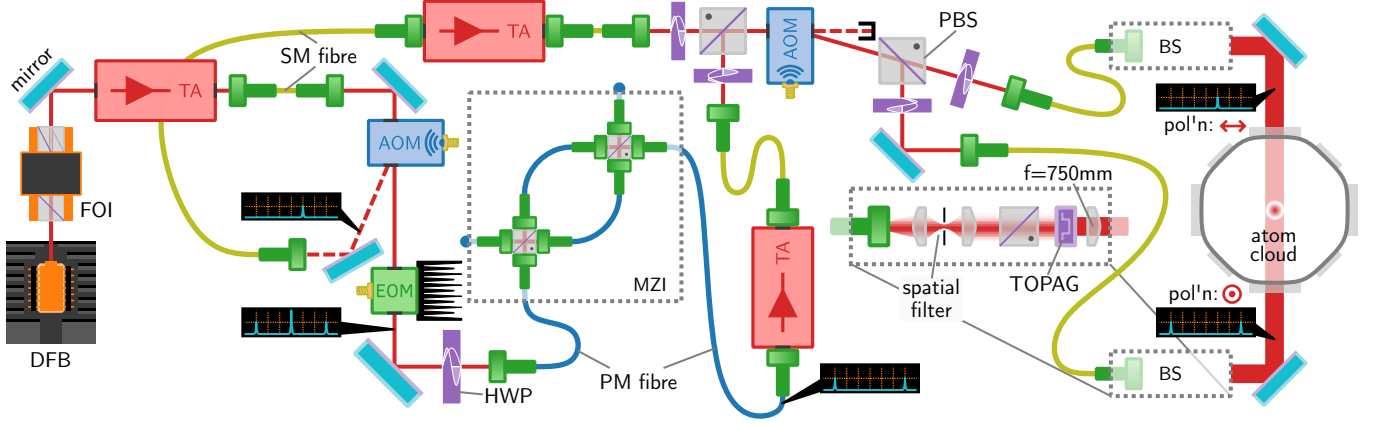 mirror
SM fibre
TA
TA
AOM
PBS
BS
pol'n:
AOM
FOI
DFB
EOM
HWP
MZI
PM fibre
TA
f=750mm
TOPAG
spatial
filter
atom
cloud
pol'n:
BS